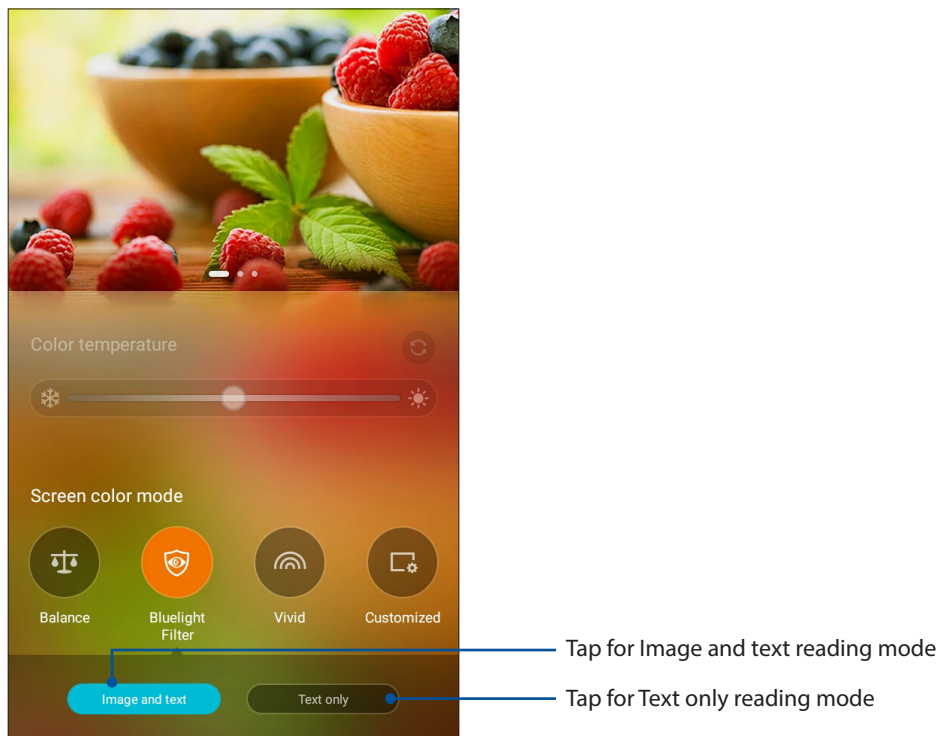 Color temperature
Screen color mode
Balance
Bluelight
Filter
Vivid
Customized
Image and text
Text only
Tap for Image and text reading mode
Tap for Text only reading mode